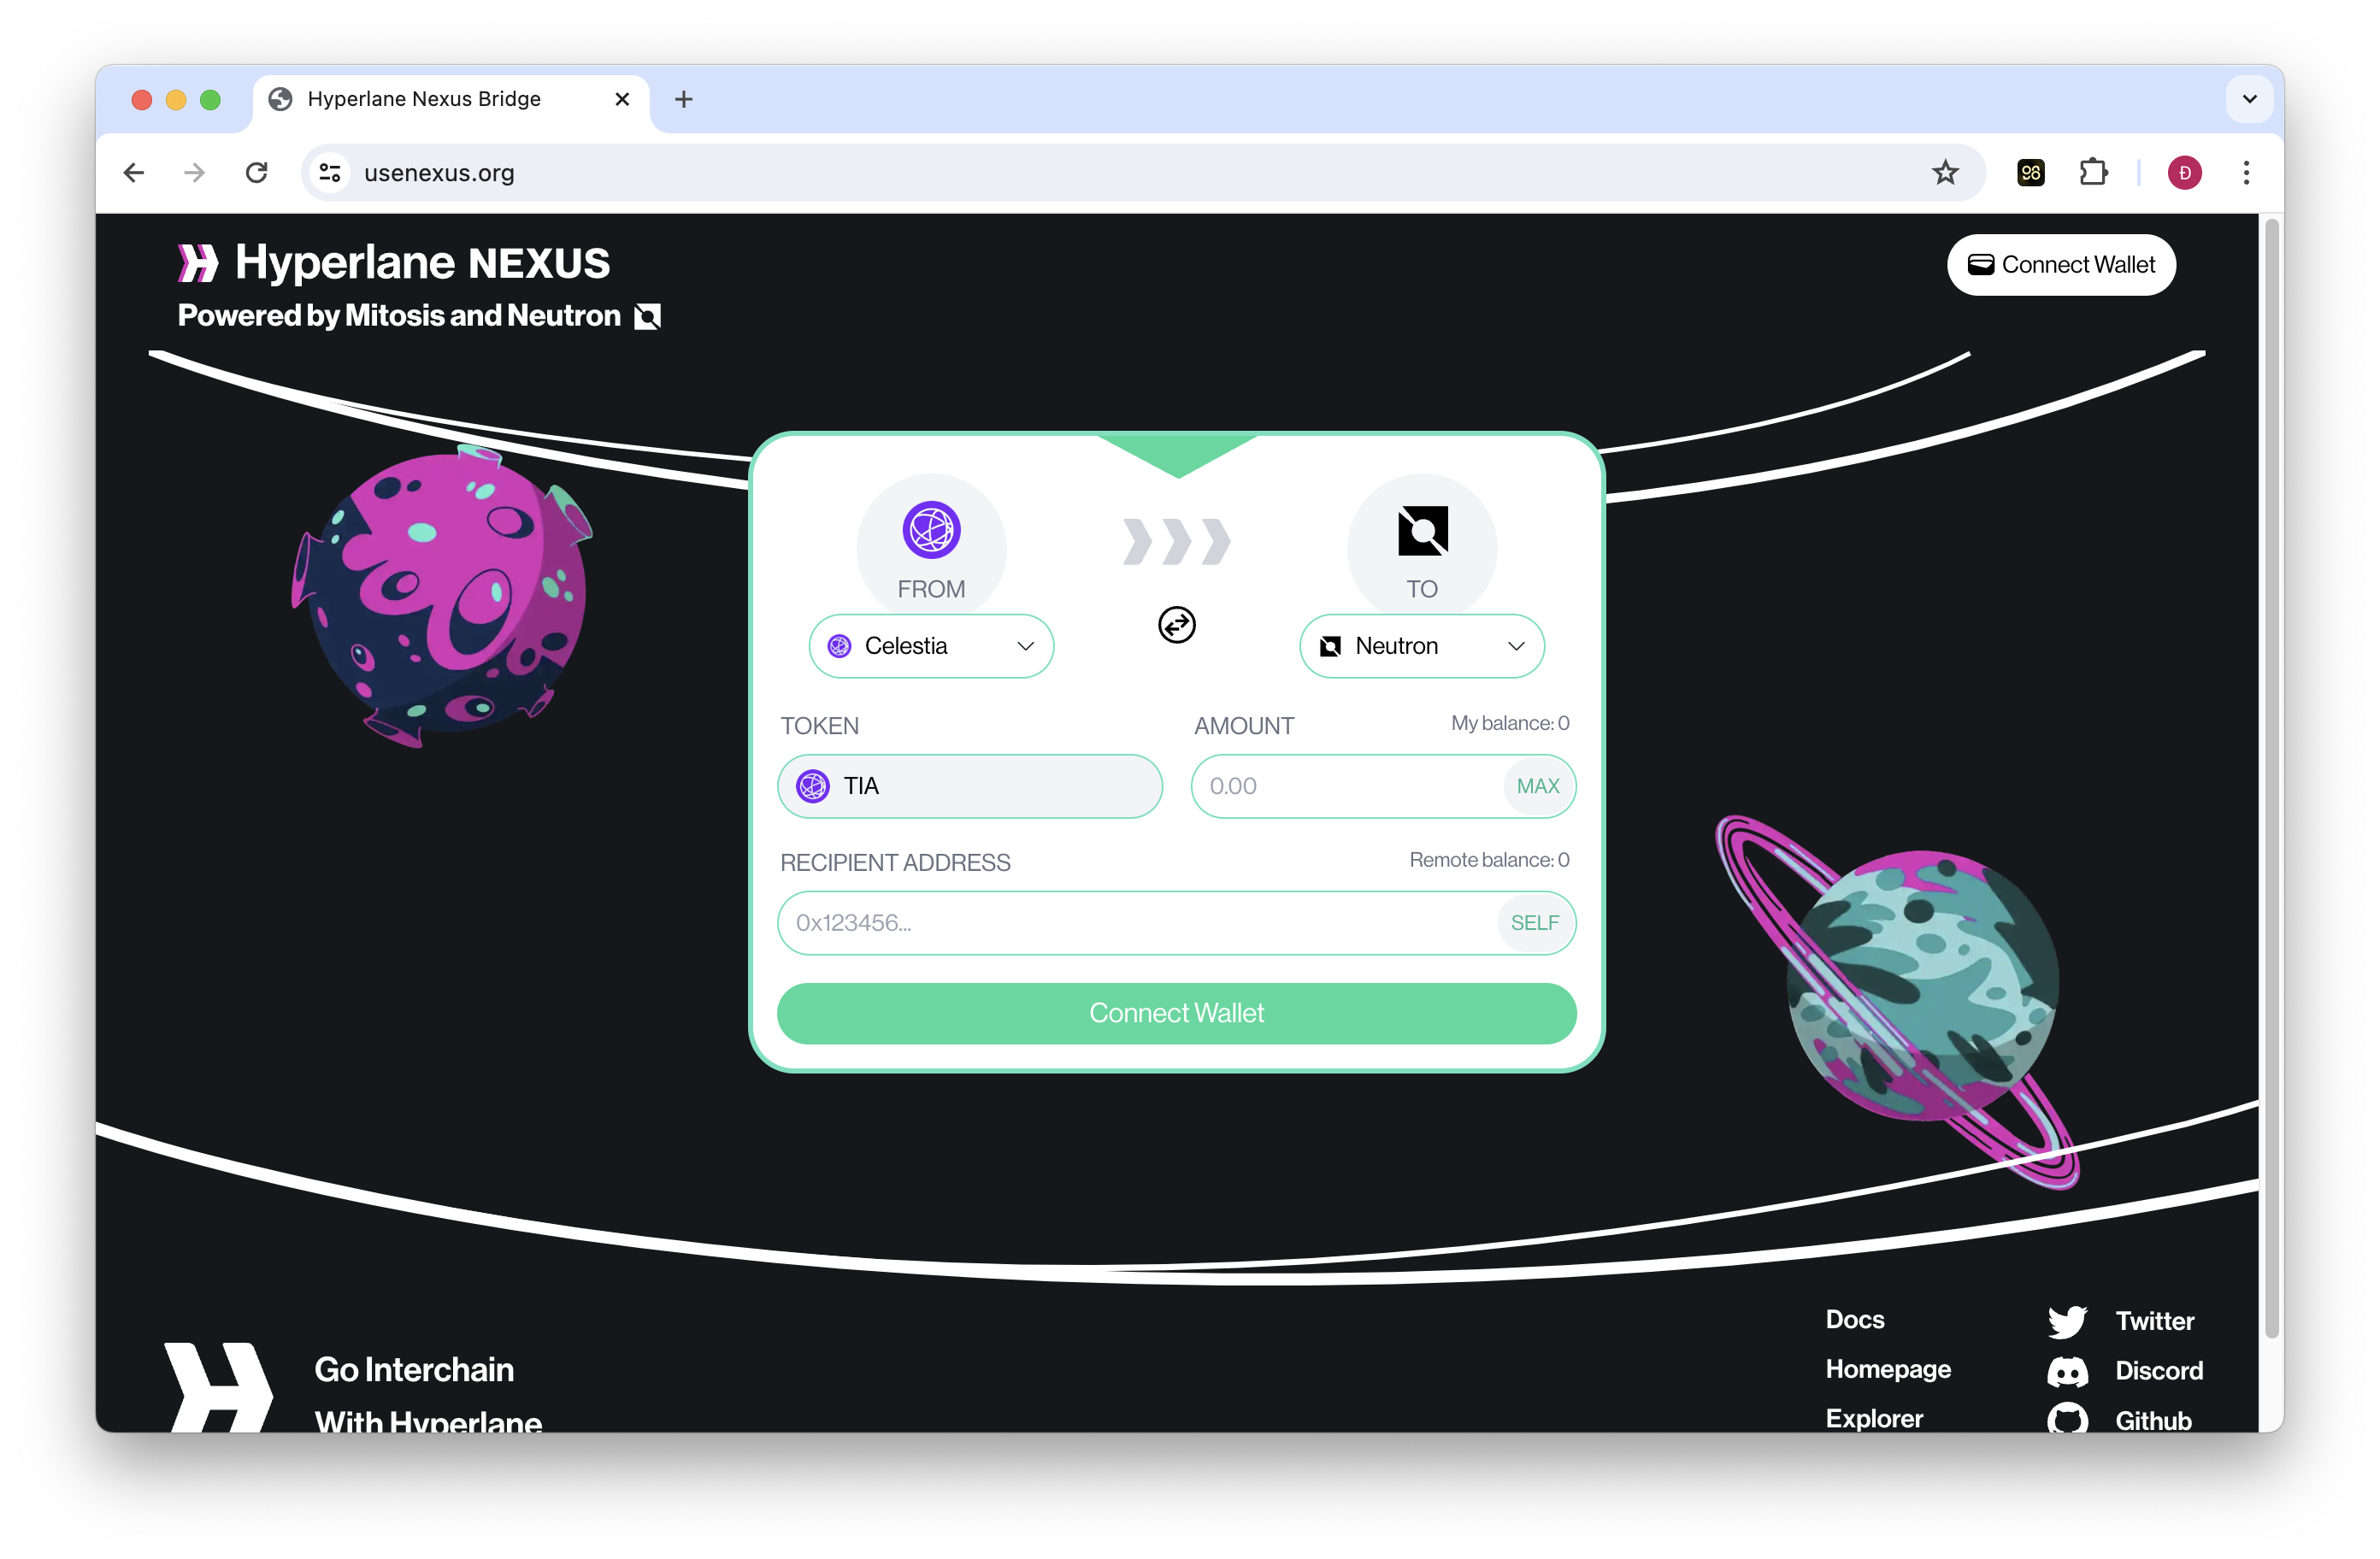 Hyperlane Nexus Bridge
usenexus.org
Đ
Hyperlane NEXUS
Connect Wallet
Powered by Mitosis and Neutron
FROM
TO
Celestia
Neutron
TOKEN
AMOUNT
My balance: 0
TIA
0.00
MAX
RECIPIENT ADDRESS
Remote balance: 0
0x123456...
SELF
Connect Wallet
Go Interchain
With Hyperlane
Docs
Twitter
Homepage
Discord
Explorer
Github